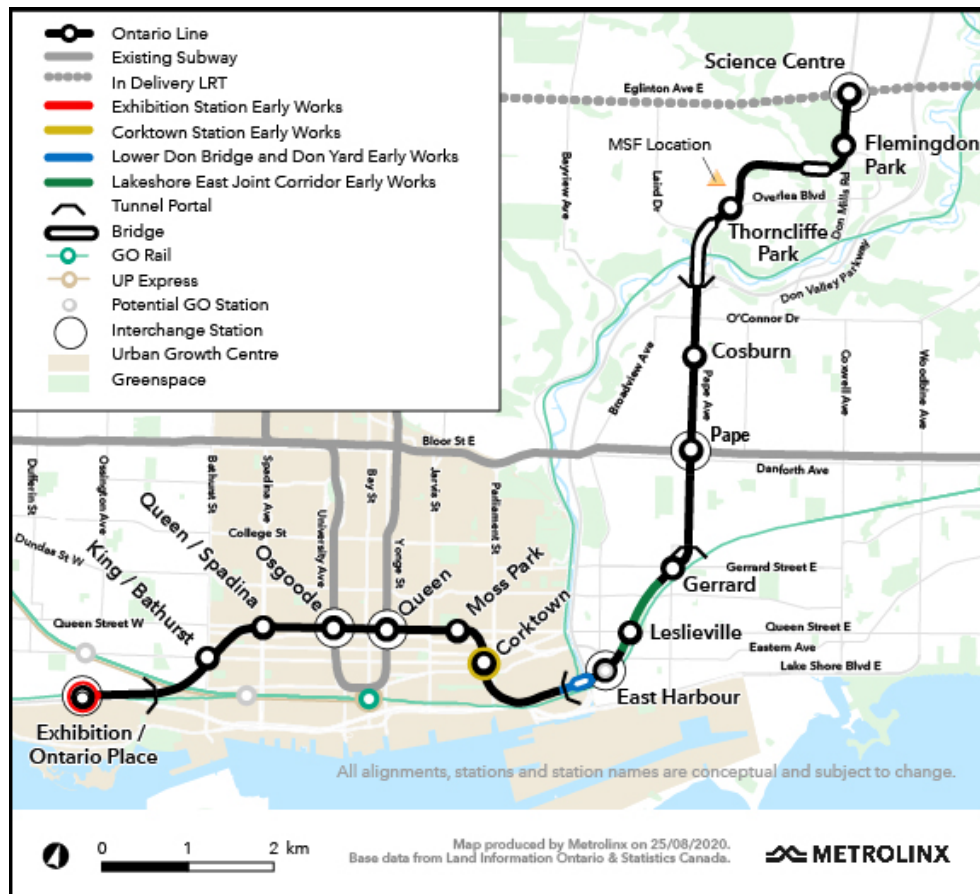 Ontario Line
Existing Subway
In Delivery LRT
Exhibition Station Early Works
Corktown Station Early Works
Lower Don Bridge and Don Yard Early Works
Lakeshore East Joint Corridor Early Works
Tunnel Portal
Bridge
GO Rail
UP Express
Potential GO Station
Interchange Station
Urban Growth Centre
Greenspace
Science Centre
Eglinton Ave E
Flemingdon
Park
MSF Location
Bayview Ave
Laird Dr
Overlea Blvd
Don Mills Rd
Thorncliffe
Park
Don Valley Parkway
O'Connor Dr
Cosburn
Broadview Ave
Pape Ave
Coxwell Ave
Woodbine Ave
Pape
Bloor St E
Danforth Ave
Dufferin St
Ossington Ave
Bathurst St
Spadina Ave
University Ave
Bay St
Yonge St
Jarvis St
Parliament St
College St
Dundas St W
King / Bathurst
Queen / Spadina
Osgoode
Queen
Moss Park
Corktown
Gerrard Street E
Gerrard
Queen Street W
Leslieville
Queen Street E
Eastern Ave
Lake Shore Blvd E
East Harbour
Exhibition /
Ontario Place
All alignments, stations and station names are conceptual and subject to change.
0 1 2 km
Map produced by Metrolinx on 25/08/2020.
Base data from Land Information Ontario & Statistics Canada.
METROLINX